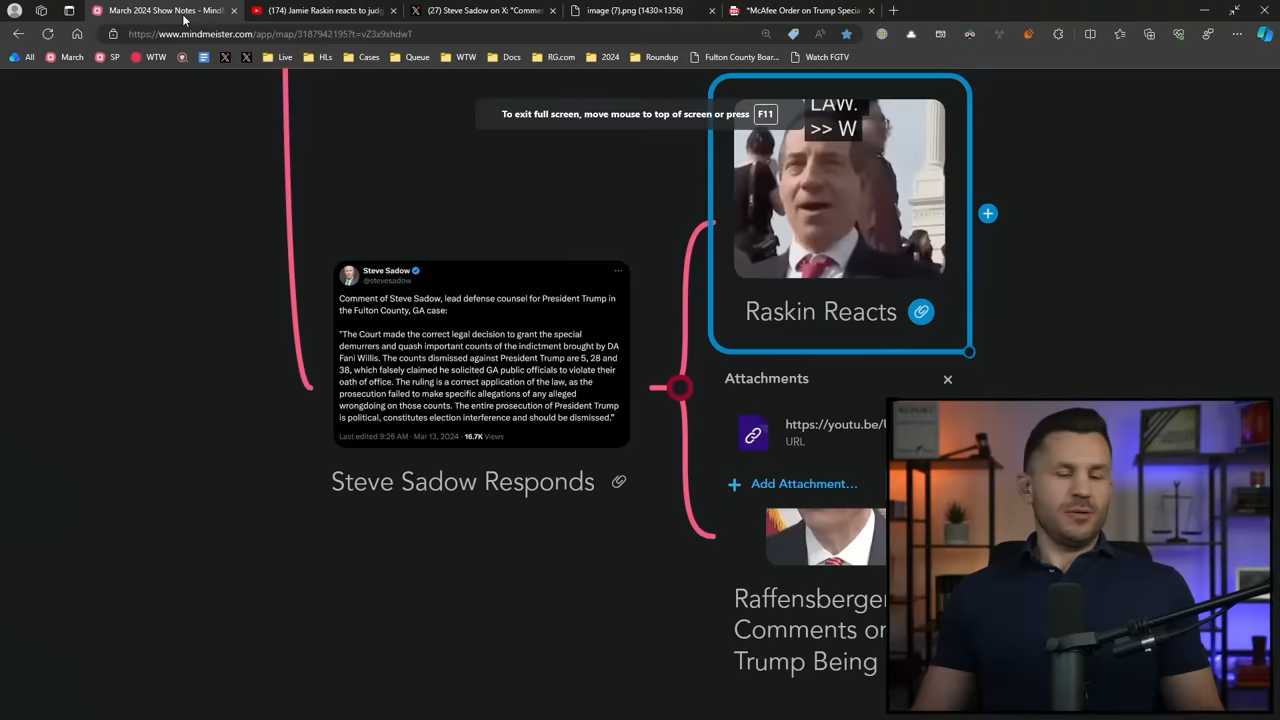 March 2024 Show Notes - Mind
(174) Jamie Raskin reacts to judg
(27) Steve Sadow on X: "Comme
image (7).png (1430×1155)
"McAfee Order on Trump Specia
https://www.mindmeister.com/app/map/3187942195?t=vZ3x9xhdwT
All
March
SP
WTW
Live
HLs
Cases
Queue
WTW
Docs
RG.com
2024
Roundup
Fulton County Boar...
Watch FGTV
To exit full screen, move mouse to top of screen or press F11
LAW.
>> W
Raskin Reacts
Steve Sadow
@stevesadow
Comment of Steve Sadow, lead defense counsel for President Trump in
the Fulton County, GA case:
"The Court made the correct legal decision to grant the special
demurrers and quash important counts of the indictment brought by DA
Fani Willis. The counts dismissed against President Trump are 5, 28 and
38, which falsely claimed he solicited GA public officials to violate their
oath of office. The ruling is a correct application of the law, as the
prosecution failed to make specific allegations of any alleged
wrongdoing on those counts. The entire prosecution of President Trump
is political, constitutes election interference and should be dismissed."
Last edited 9:26 AM · Mar 13, 2024 · 16.7K Views
Steve Sadow Responds
Attachments
https://youtu.be/
URL
Add Attachment...
Raffensberger
Comments on
Trump Being